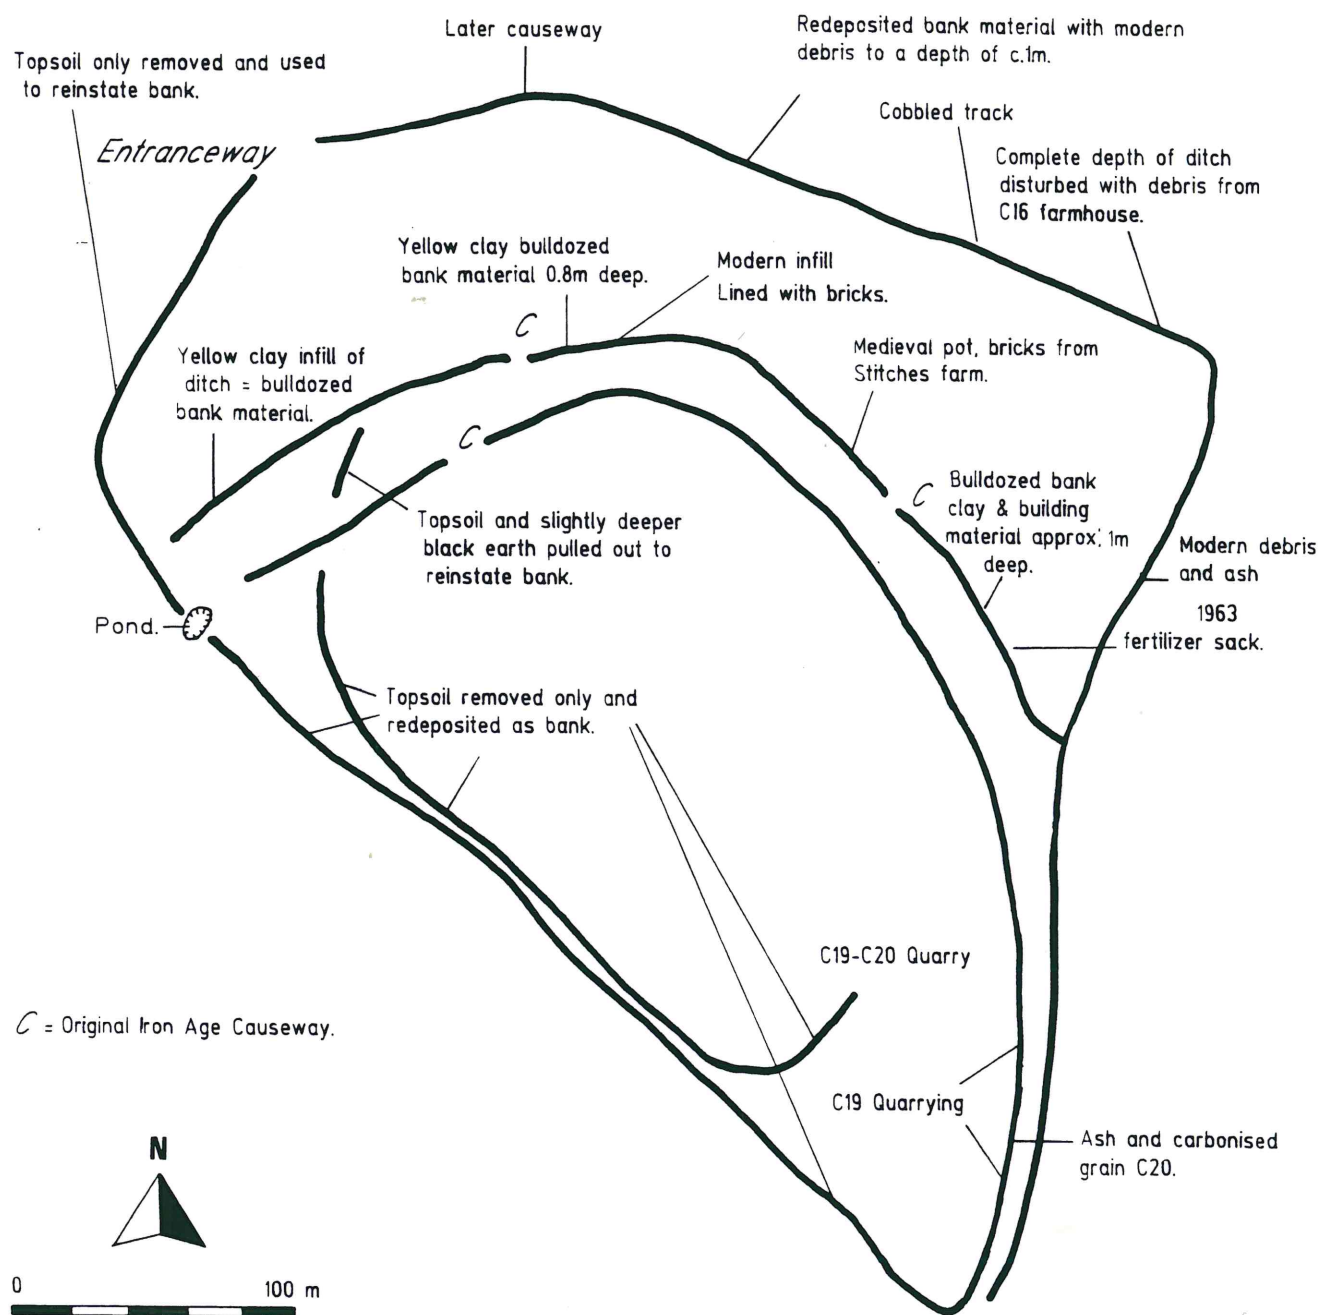 Later causeway
Redeposited bank material with modern
debris to a depth of c.1m.
Topsoil only removed and used
to reinstate bank.
Cobbled track
Entranceway
Complete depth of ditch
disturbed with debris from
C16 farmhouse.
Yellow clay bulldozed
bank material 0.8m deep.
Modern infill
Lined with bricks.
C
Yellow clay infill of
ditch = bulldozed
bank material.
Medieval pot, bricks from
Stitches farm.
C
C
Bulldozed bank
clay & building
material approx. 1m
deep.
Topsoil and slightly deeper
black earth pulled out to
reinstate bank.
Modern debris
and ash
1963
fertilizer sack.
Pond.
Topsoil removed only and
redeposited as bank.
C19-C20 Quarry
C = Original Iron Age Causeway.
C19 Quarrying
Ash and carbonised
grain C20.
N
0 100 m